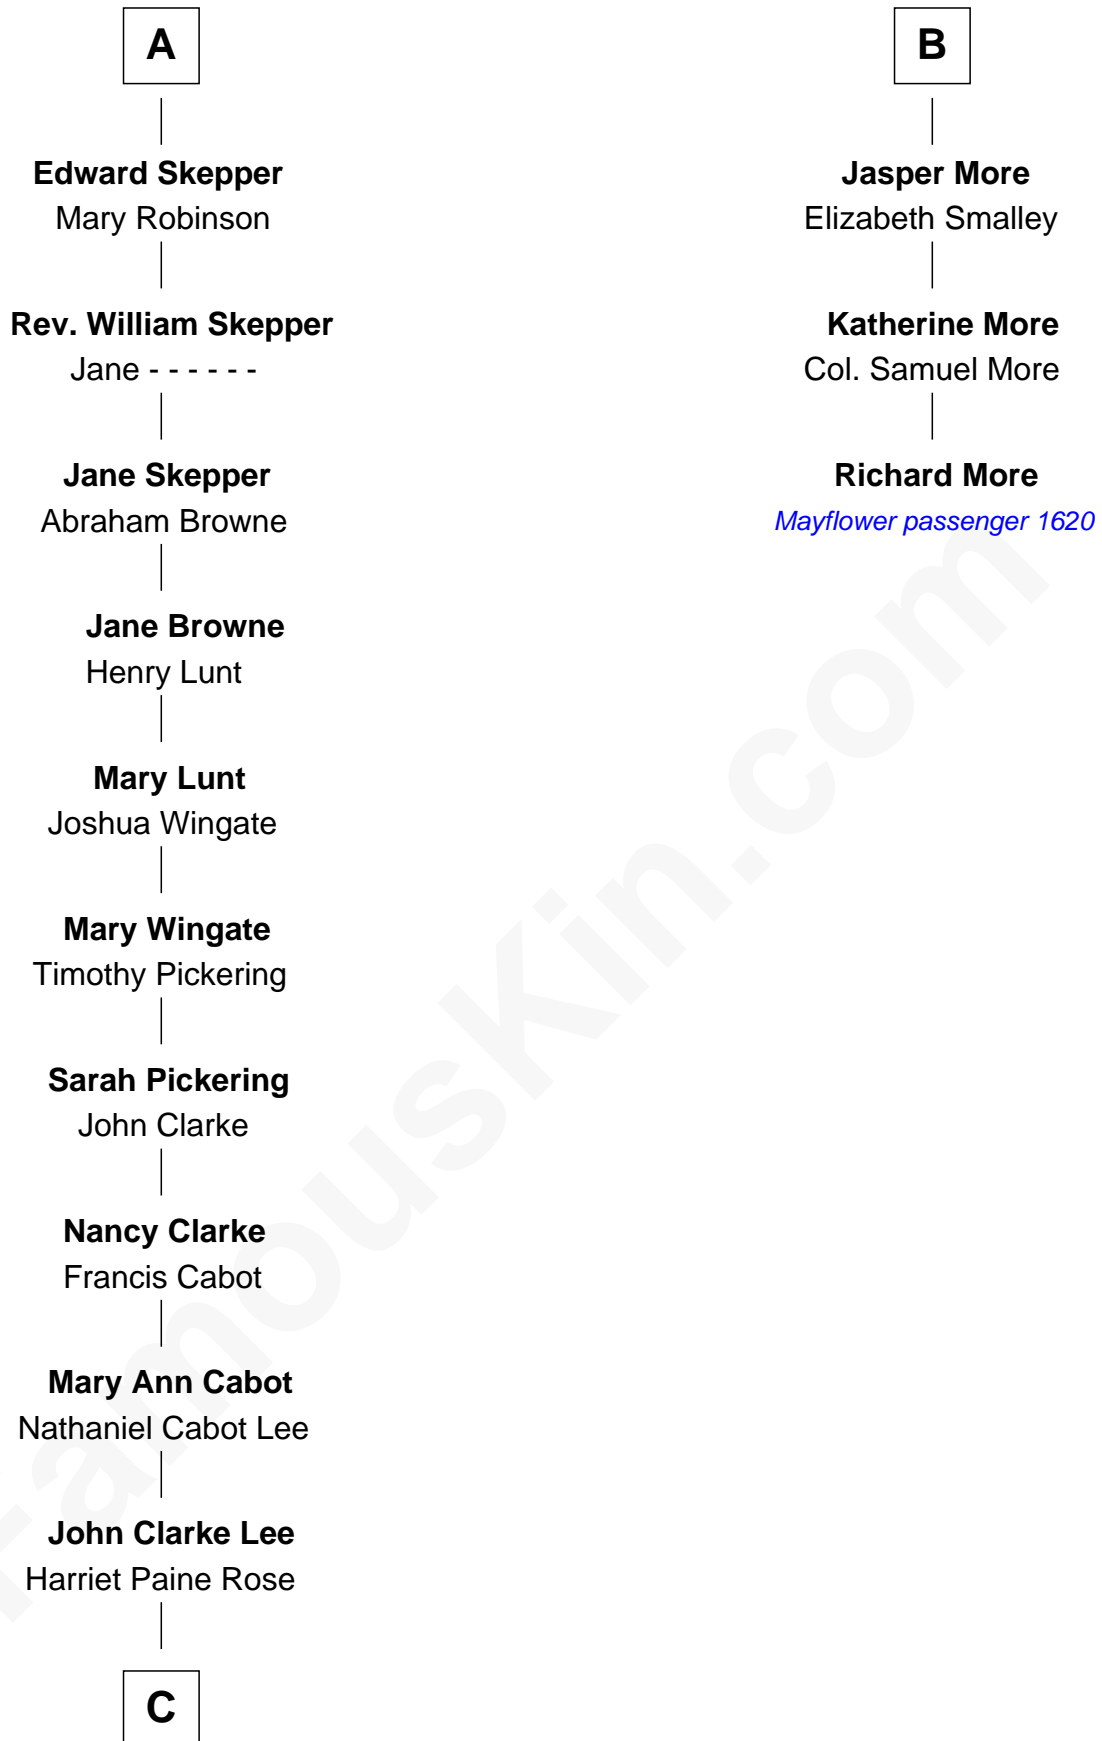 A
Edward Skepper
Mary Robinson
Rev. William Skepper
Jane - - - - - -
Jane Skepper
Abraham Browne
Jane Browne
Henry Lunt
Mary Lunt
Joshua Wingate
Mary Wingate
Timothy Pickering
Sarah Pickering
John Clarke
Nancy Clarke
Francis Cabot
Mary Ann Cabot
Nathaniel Cabot Lee
John Clarke Lee
Harriet Paine Rose
C
B
Jasper More
Elizabeth Smalley
Katherine More
Col. Samuel More
Richard More
Mayflower passenger 1620
FamousKin.com